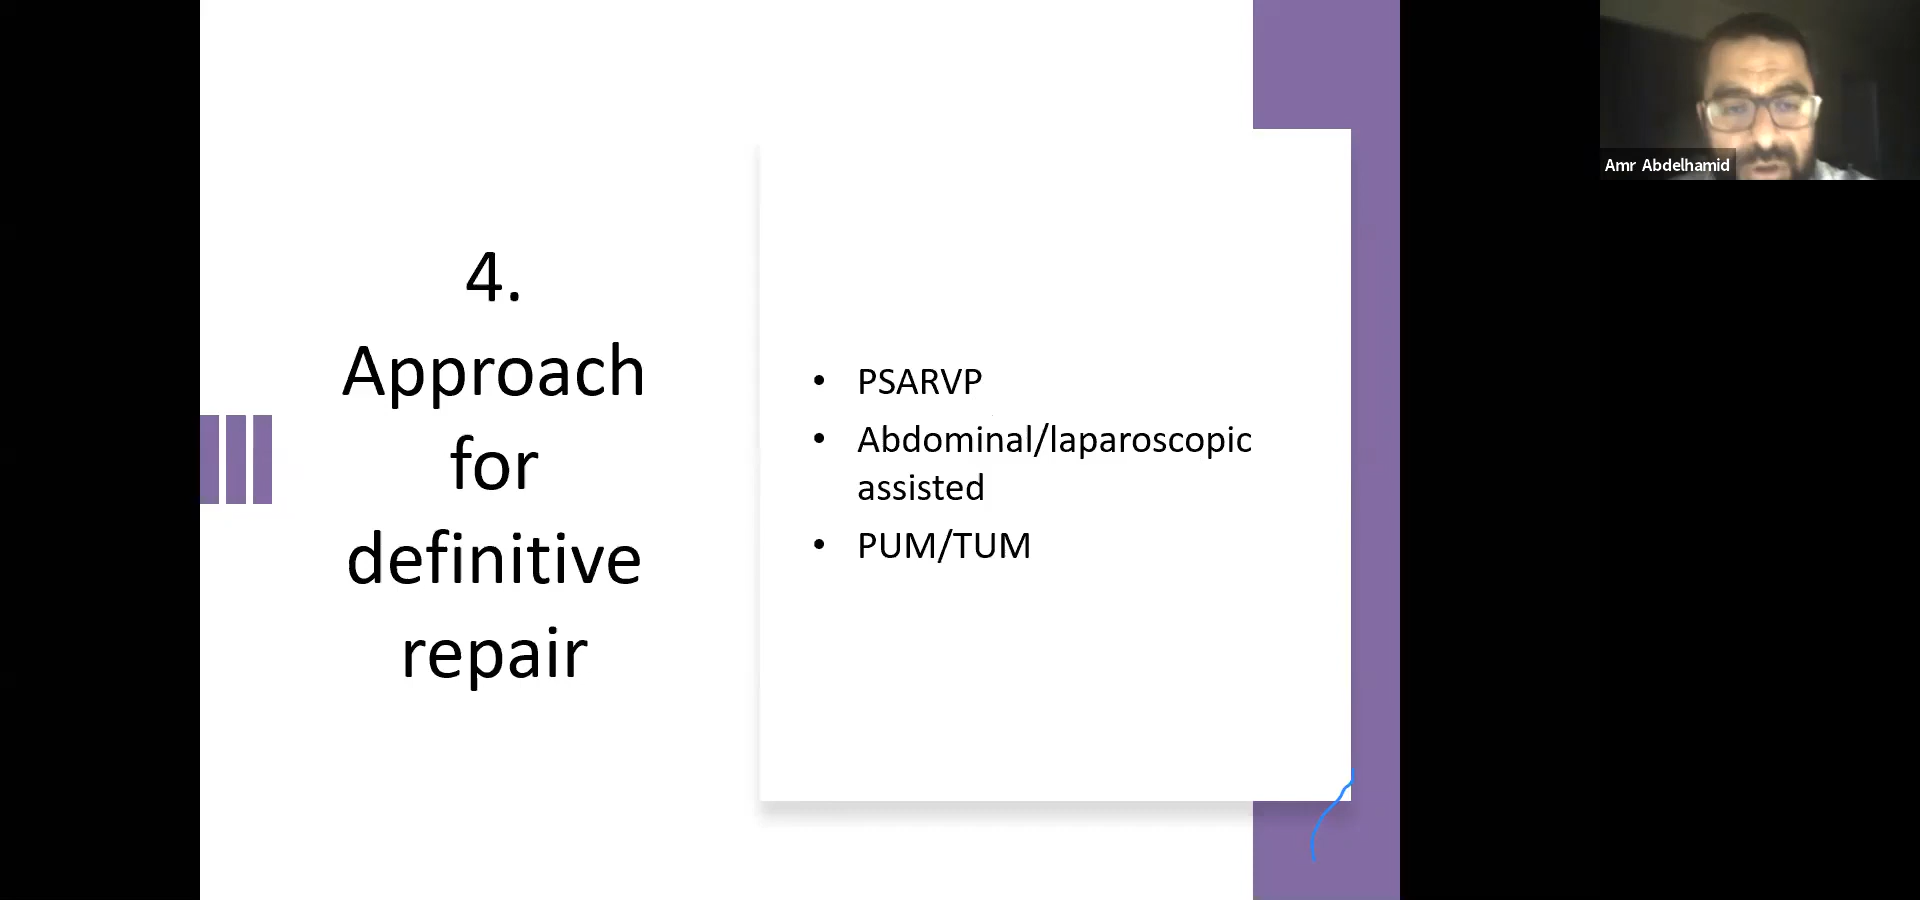 4.
Approach
for
definitive
repair
• PSARVP
• Abdominal/laparoscopic
assisted
• PUM/TUM
Amr Abdelhamid